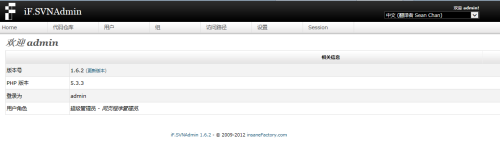 iF.SVNAdmin
欢迎 admin!
中文 (翻译者 Sean Chan)
Home 代码仓库 用户 组 访问路径 设置 Session
欢迎 admin
相关信息
版本号 1.6.2 (更新版本)
PHP 版本 5.3.3
登录为 admin
用户角色 超级管理员 -
iF.SVNAdmin 1.6.2 - © 2009-2012 insaneFactory.com